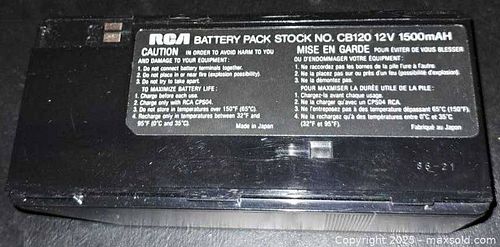 RCA BATTERY PACK STOCK NO. CB120 12V 1500mAH
CAUTION IN ORDER TO AVOID HARM TO YOU
AND DAMAGE TO YOUR EQUIPMENT:
1. Do not connect battery terminals together.
2. Do not place in or near fire (explosion possibility).
3. Do not try to take apart.
TO MAXIMIZE BATTERY LIFE:
1. Charge before each use.
2. Charge only with RCA CPS04.
3. Do not store in temperatures over 150°F (65°C).
4. Recharge only in temperatures between 32°F and
95°F (0°C and 35°C).
Made in Japan
MISE EN GARDE POUR ÉVITER DE VOUS BLESSER
OU D'ENDOMMAGER VOTRE ÉQUIPEMENT:
1. Ne raccordez pas les bornes de la pile l'une à l'autre.
2. Ne la placez pas sur ou près d'un feu (possibilité d'explosion).
3. Ne la démontez pas.
POUR MAXIMISER LA DURÉE UTILE DE LA PILE:
1. Chargez-la avant chaque usage.
2. Ne la charger qu'avec un CPS04 RCA.
3. Ne l'entreposez pas à des températures dépassant 65°C (150°F).
4. Ne la rechargez qu'à des températures entre 0°C et 35°C
(32°F et 95°F).
Fabriqué au Japon
86-21
Copyright © 2025 - maxsold.com